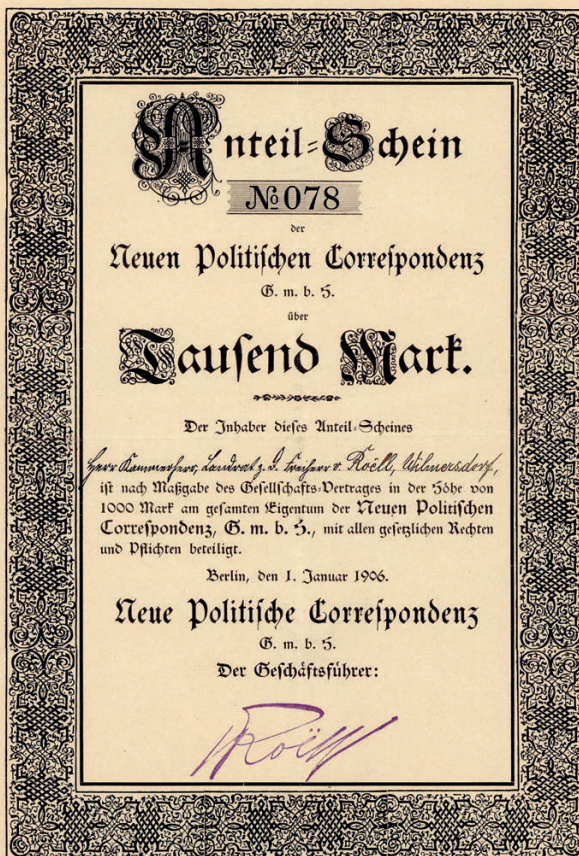 Anteil-Schein
№ 078
der
Neuen Politischen Correspondenz
G. m. b. H.
über
Tausend Mark.
Der Inhaber dieses Anteil-Scheines
Herr Kammerherr, Landrat z. D. Freiherr v. Roëll, Wilmersdorf,
ist nach Maßgabe des Gesellschafts-Vertrages in der Höhe von
1000 Mark am gesamten Eigentum der Neuen Politischen
Correspondenz, G. m. b. H., mit allen gesetzlichen Rechten
und Pflichten beteiligt.
Berlin, den 1. Januar 1906.
Neue Politische Correspondenz
G. m. b. H.
Der Geschäftsführer:
Roëll